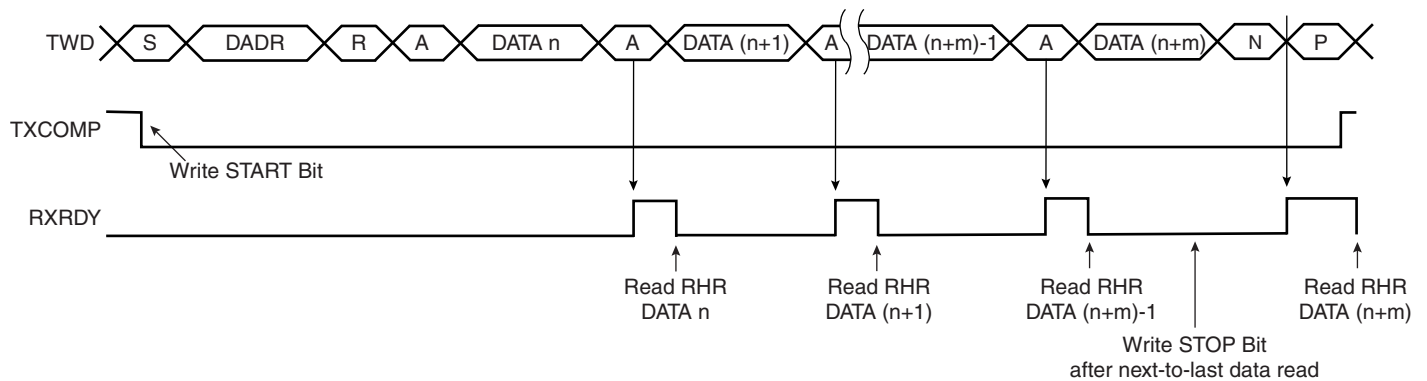 TWD S DADR R A DATA n A DATA (n+1) A DATA (n+m)-1 A DATA (n+m) N P
TXCOMP
Write START Bit
RXRDY
Read RHR
DATA n
Read RHR
DATA (n+1)
Read RHR
DATA (n+m)-1
Read RHR
DATA (n+m)
Write STOP Bit
after next-to-last data read